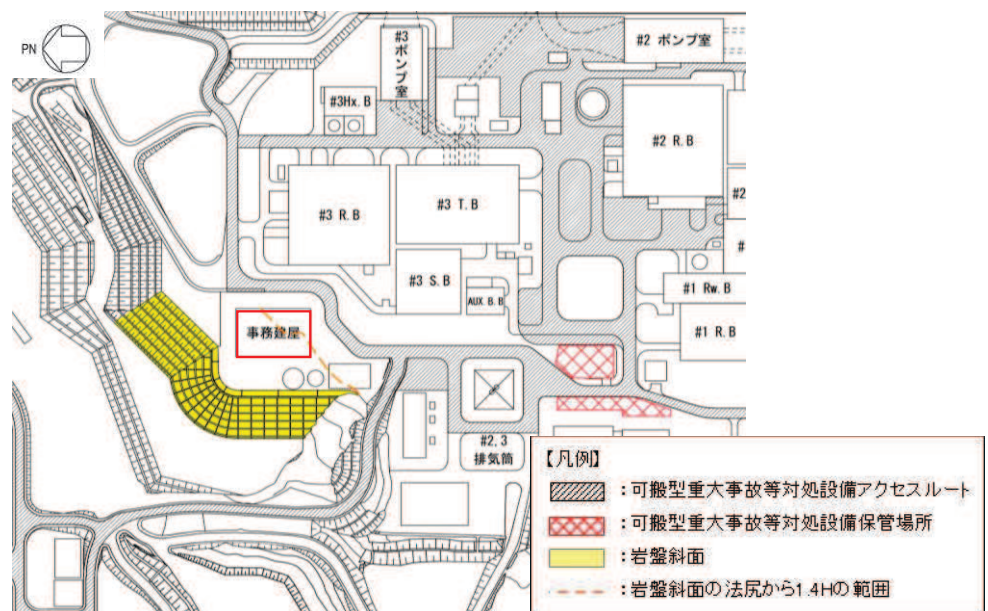 PN
#3
ポンプ室
#2 ポンプ室
#3Hx.B
#2 R.B
#3 R.B
#3 T.B
#2
#
#3 S.B
AUX B.B
#1 Rw.B
#1 R.B
事務建屋
#2,3
排気筒
【凡例】
:可搬型重大事故等対処設備アクセスルート
:可搬型重大事故等対処設備保管場所
:岩盤斜面
:岩盤斜面の法尻から1.4Hの範囲